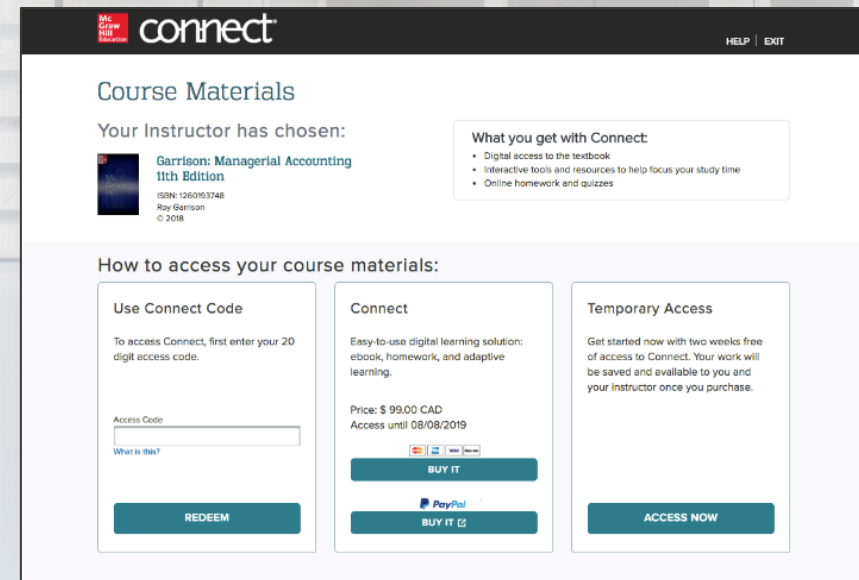 Mc
Graw
Hill
Education
connect
HELP | EXIT
Course Materials
Your Instructor has chosen:
Garrison: Managerial Accounting
11th Edition
ISBN: 1260193748
Roy Garrison
© 2018
What you get with Connect:
• Digital access to the textbook
• Interactive tools and resources to help focus your study time
• Online homework and quizzes
How to access your course materials:
Use Connect Code
To access Connect, first enter your 20
digit access code.
Access Code
What is this?
REDEEM
Connect
Easy-to-use digital learning solution:
ebook, homework, and adaptive
learning.
Price: $ 99.00 CAD
Access until 08/08/2019
VISA
BUY IT
PayPal
BUY IT
Temporary Access
Get started now with two weeks free
of access to Connect. Your work will
be saved and available to you and
your instructor once you purchase.
ACCESS NOW